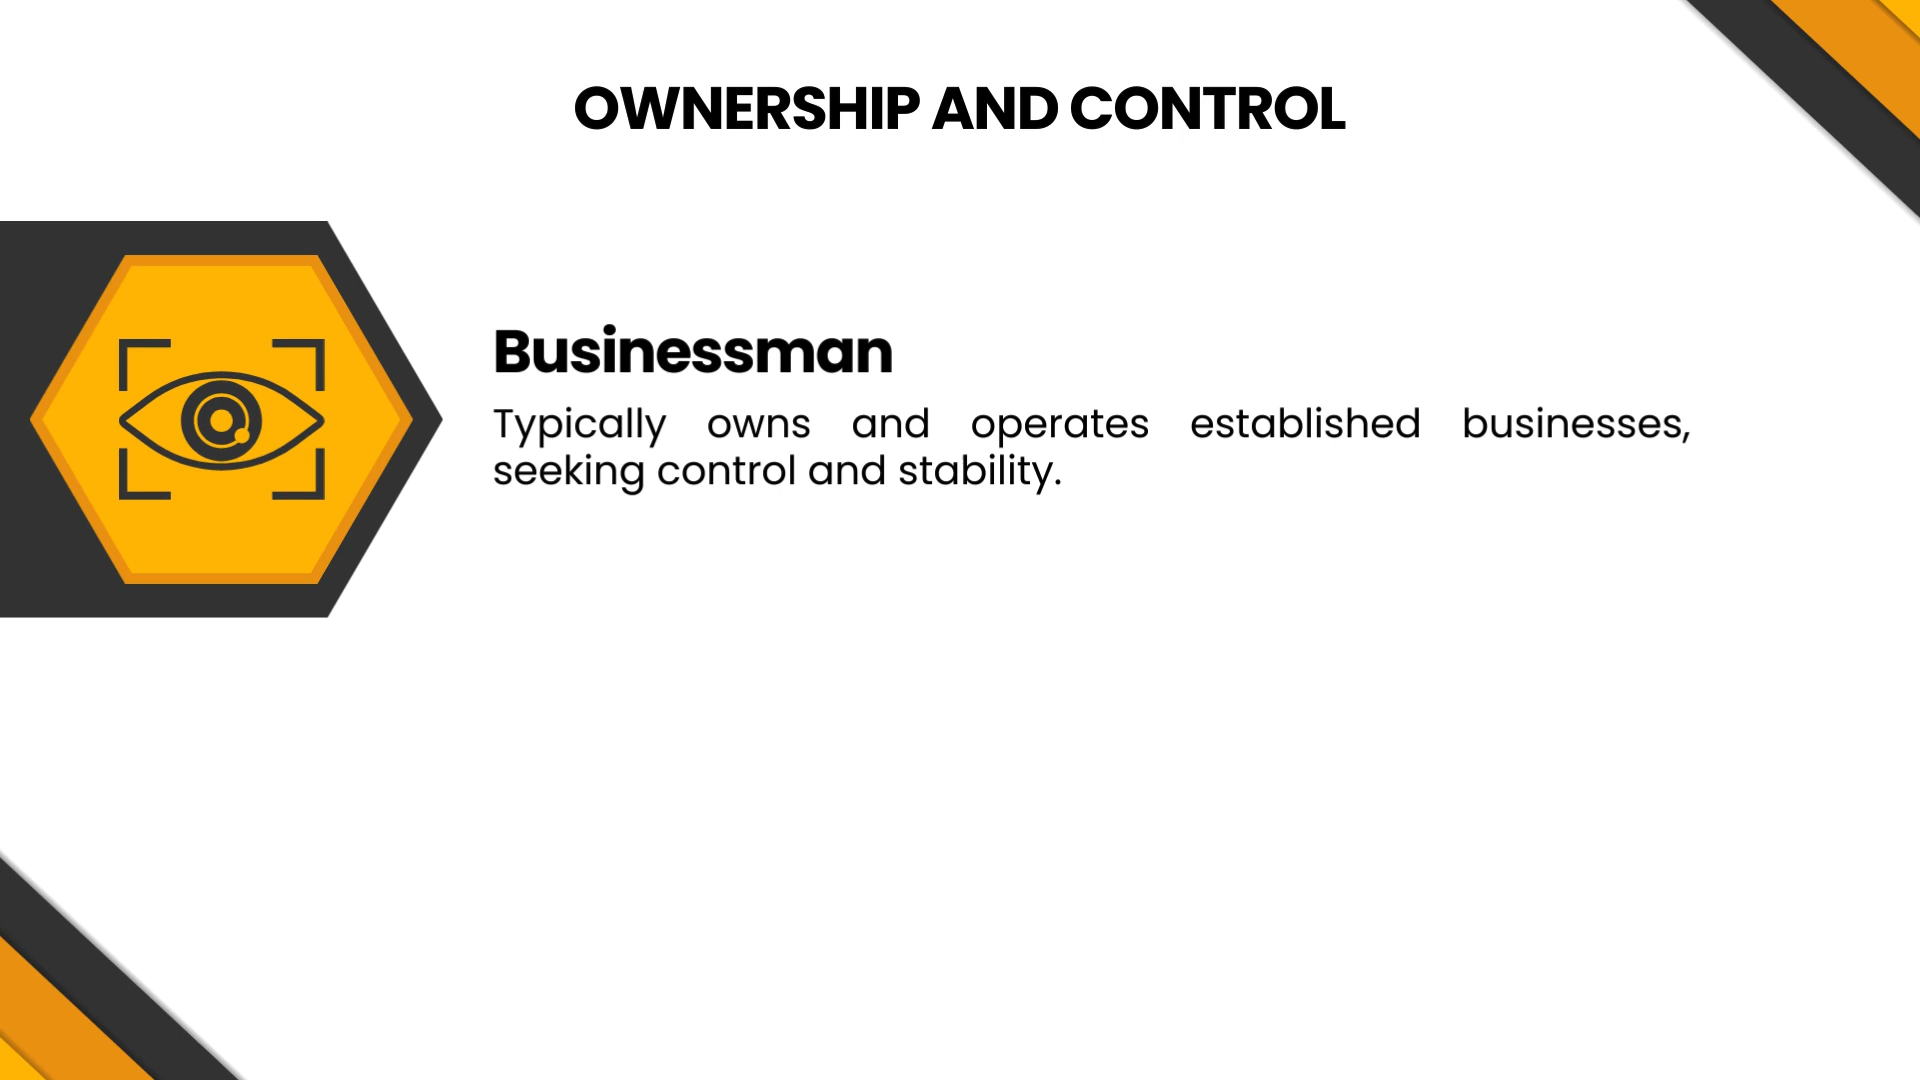 OWNERSHIP AND CONTROL
Businessman
Typically owns and operates established businesses,
seeking control and stability.